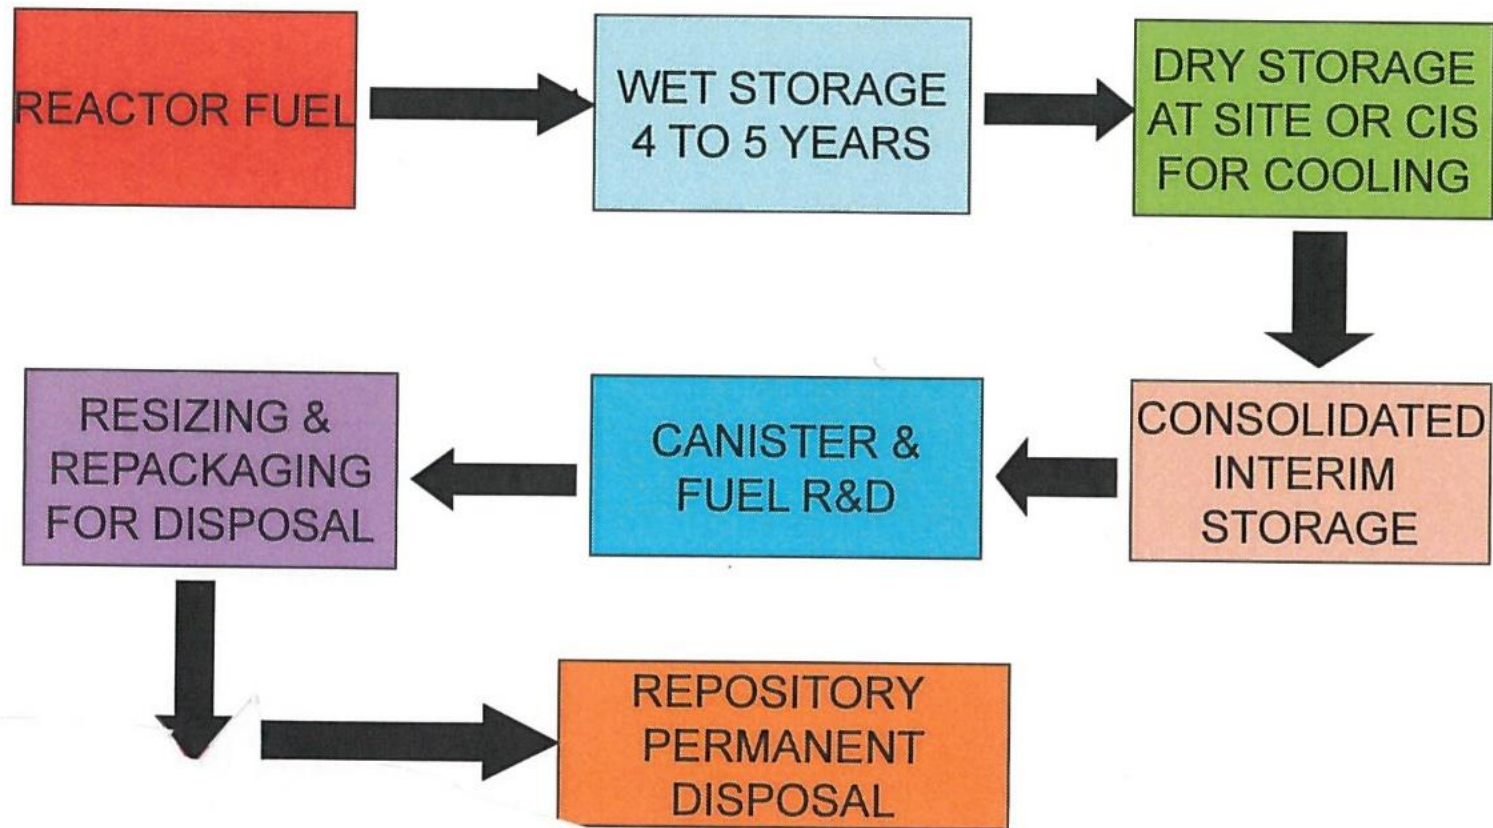 REACTOR FUEL
WET STORAGE
4 TO 5 YEARS
DRY STORAGE
AT SITE OR CIS
FOR COOLING
CONSOLIDATED
INTERIM
STORAGE
CANISTER &
FUEL R&D
RESIZING &
REPACKAGING
FOR DISPOSAL
REPOSITORY
PERMANENT
DISPOSAL